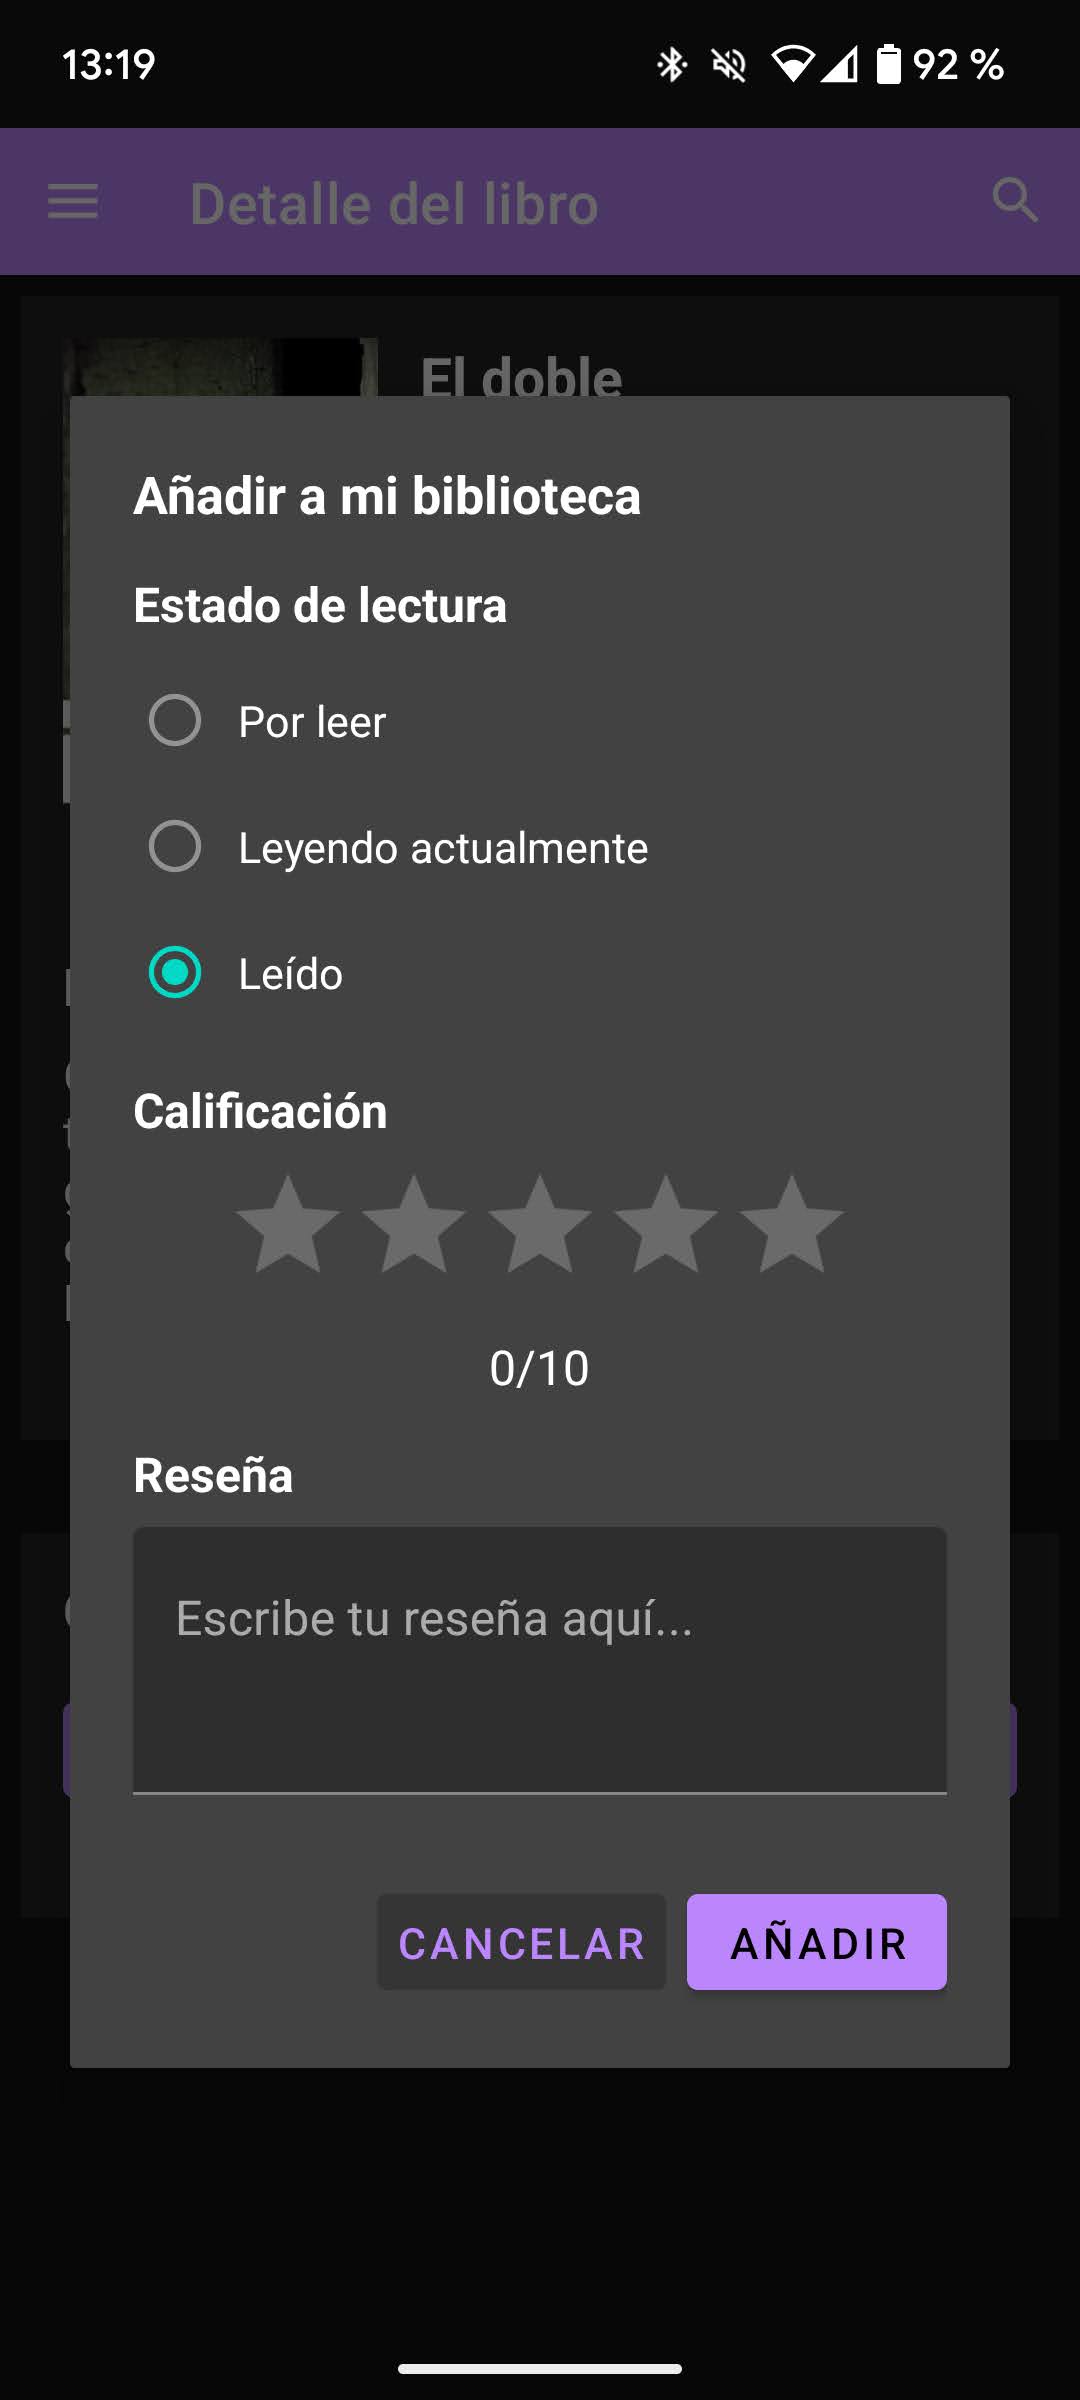 13:19
92 %
Detalle del libro
El doble
Añadir a mi biblioteca
Estado de lectura
Por leer
Leyendo actualmente
Leído
Calificación
0/10
Reseña
Escribe tu reseña aquí...
CANCELAR
AÑADIR